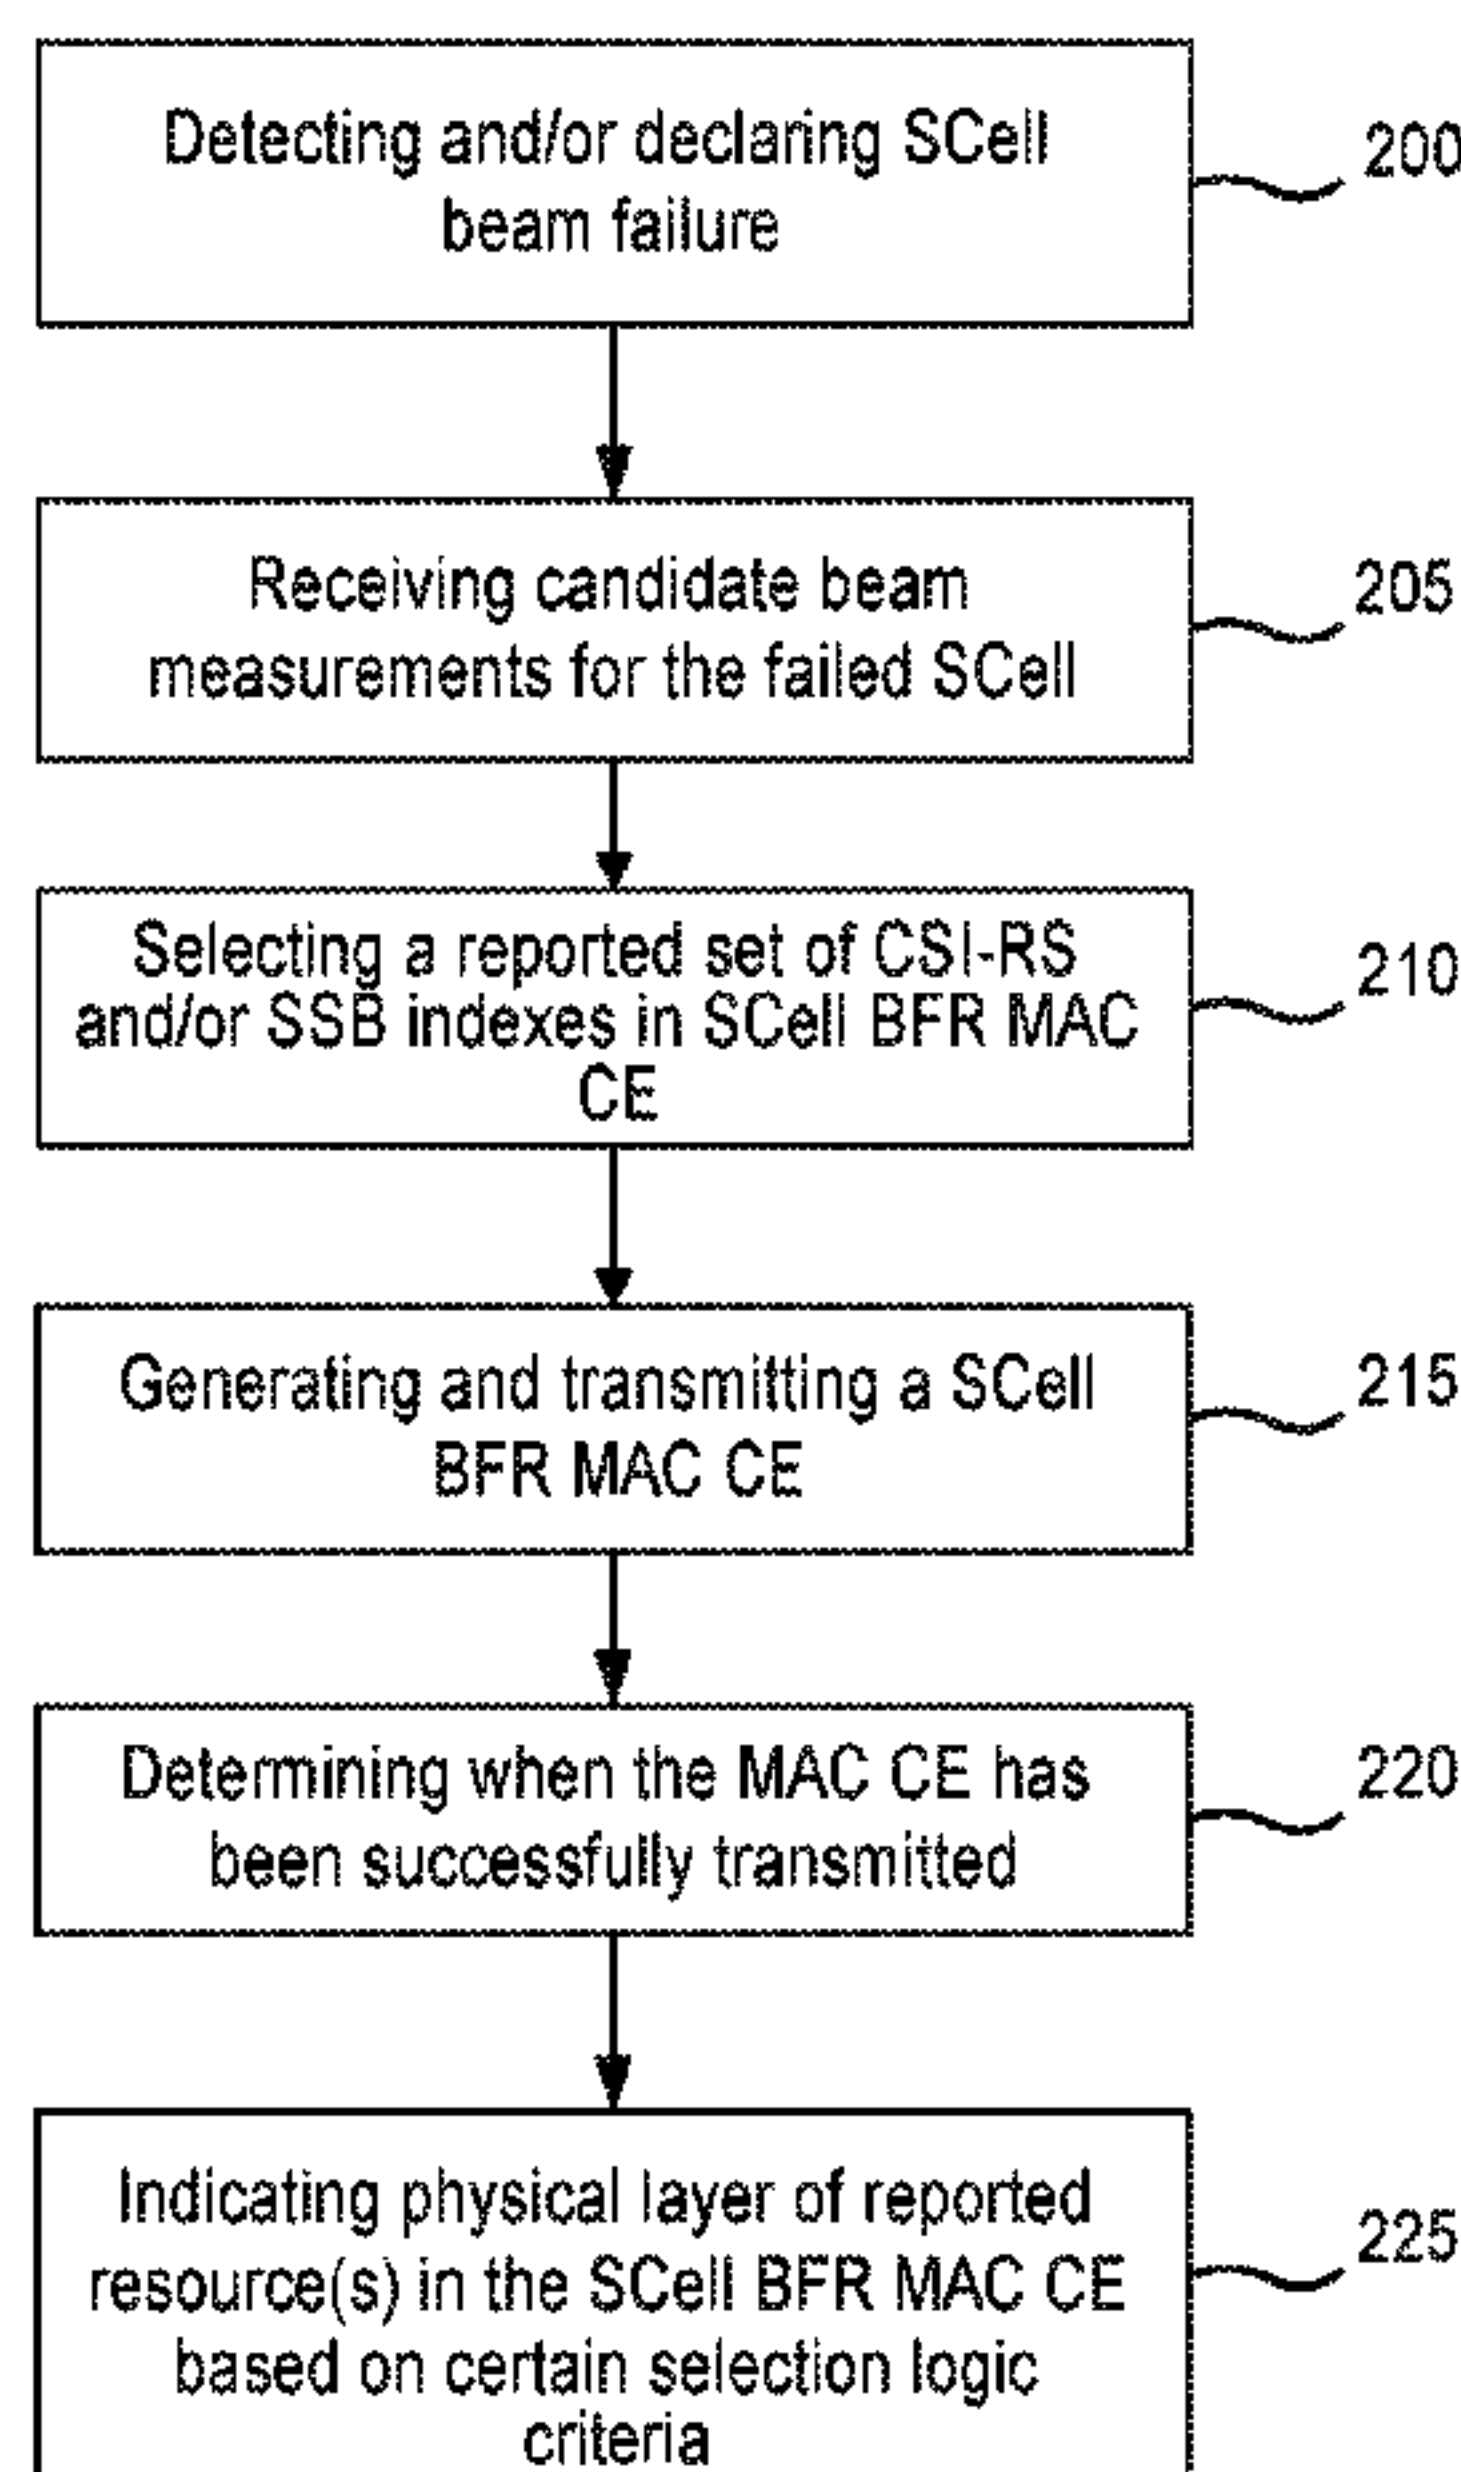 Detecting and/or declaring SCell
beam failure
200
Receiving candidate beam
measurements for the failed SCell
205
Selecting a reported set of CSI-RS
and/or SSB indexes in SCell BFR MAC
CE
210
Generating and transmitting a SCell
BFR MAC CE
215
Determining when the MAC CE has
been successfully transmitted
220
Indicating physical layer of reported
resource(s) in the SCell BFR MAC CE
based on certain selection logic
criteria
225